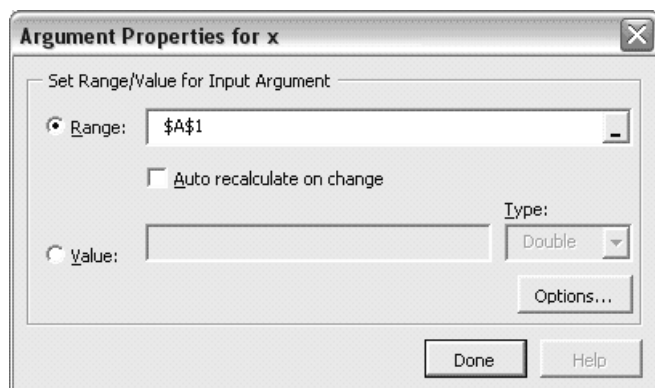 Argument Properties for x
Set Range/Value for Input Argument
Range: $A$1
Auto recalculate on change
Type:
Value: Double
Options...
Done Help